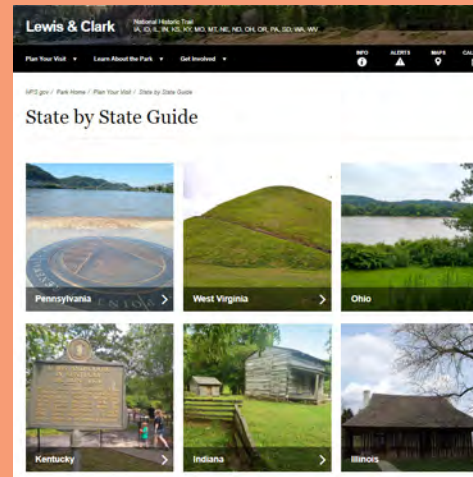 Lewis & Clark
National Historic Trail
IA, ID, IL, IN, KS, KY, MO, MT, NE, ND, OH, OR, PA, SD, WA, WV
Plan Your Visit
Learn About the Park
Get Involved
INFO
ALERTS
MAPS
NPS.gov / Park Home / Plan Your Visit / State by State Guide
State by State Guide
Pennsylvania
West Virginia
Ohio
Kentucky
Indiana
Illinois